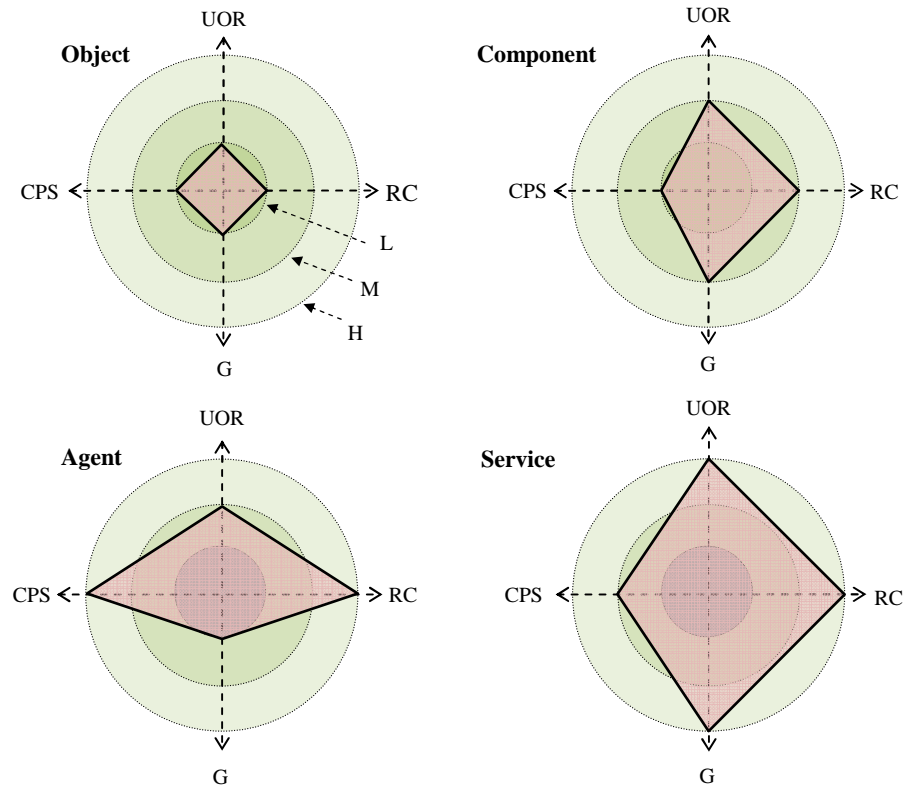 UOR
Object
CPS
RC
L
M
H
G
UOR
Component
CPS
RC
G
UOR
Agent
CPS
RC
G
UOR
Service
CPS
RC
G